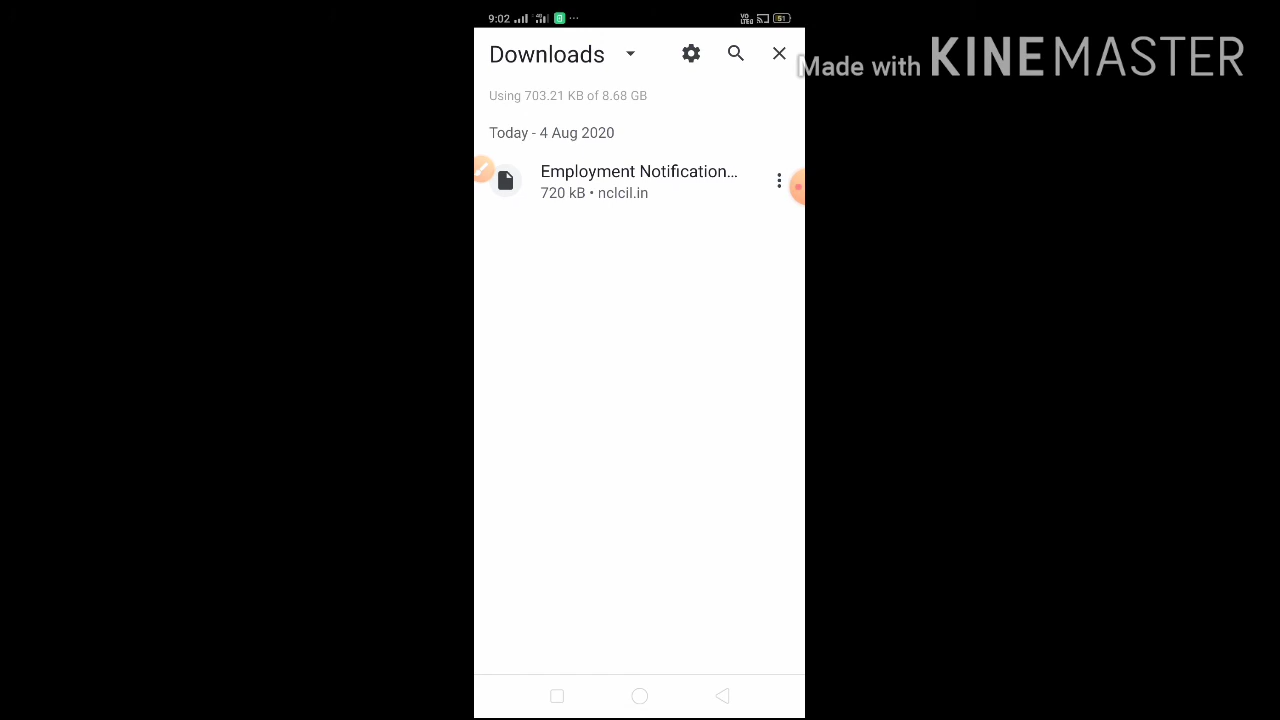 9:02
51
Downloads
Made with KINEMASTER
Using 703.21 KB of 8.68 GB
Today - 4 Aug 2020
Employment Notification...
720 kB • nclcil.in